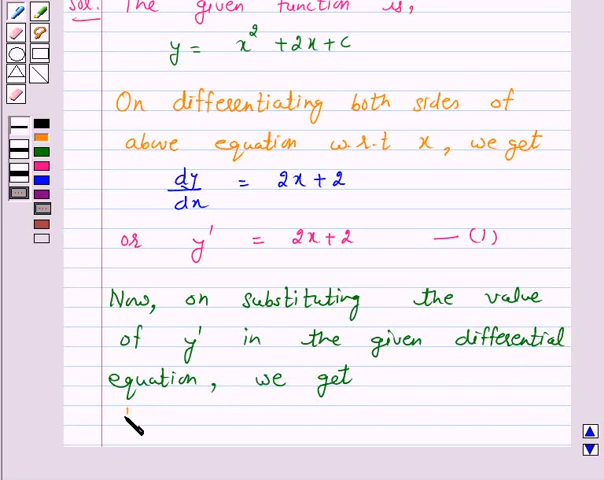 Sol. The given function is,
y = x² + 2x + c
On differentiating both sides of
above equation w.r.t x, we get
dy/dx = 2x + 2
or y' = 2x + 2 — (1)
Now, on substituting the value
of y' in the given differential
equation, we get